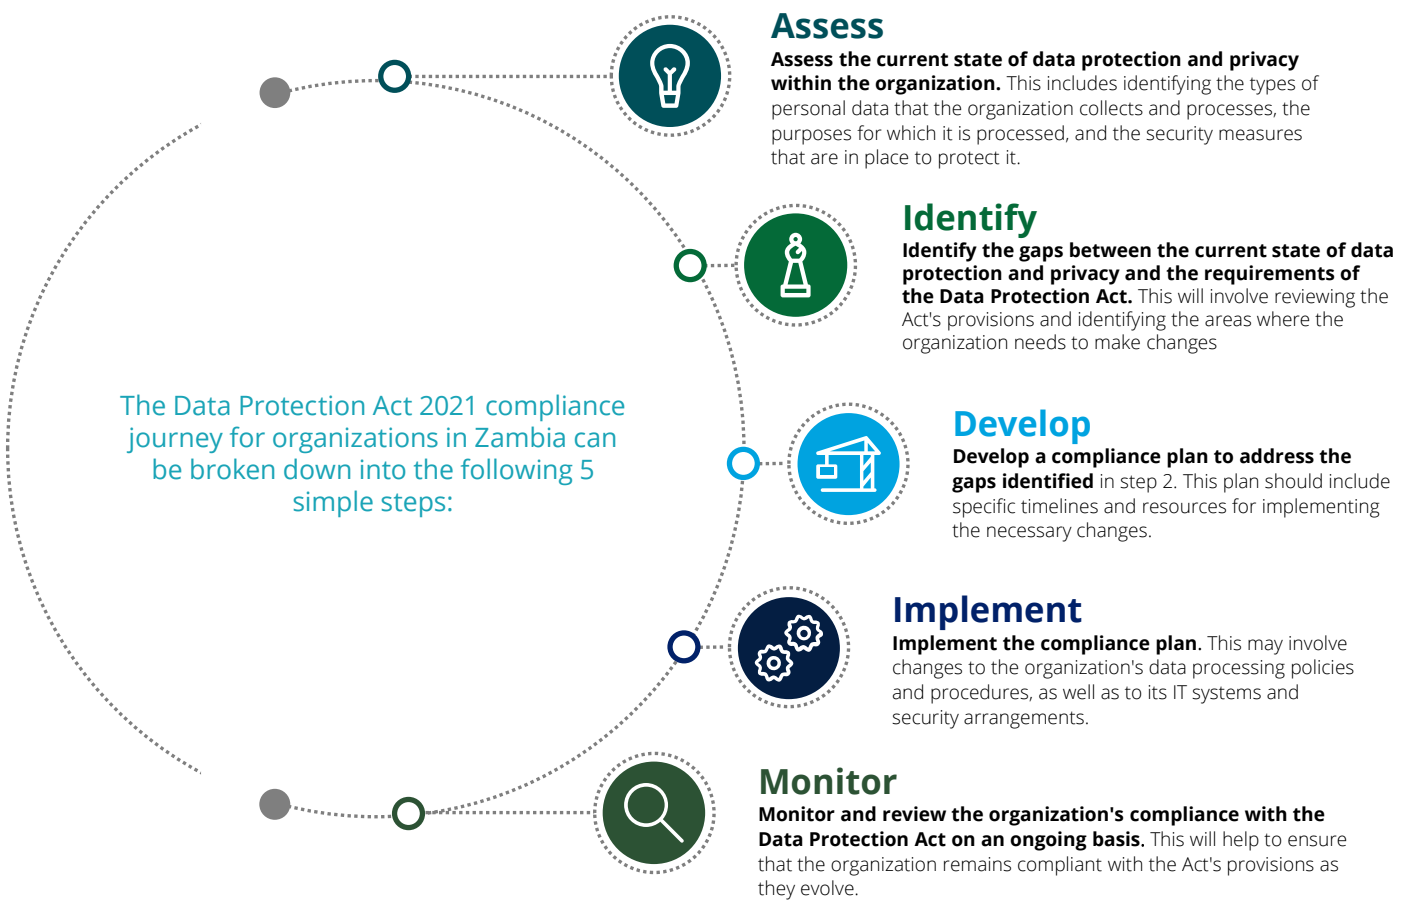 Assess
Assess the current state of data protection and privacy
within the organization. This includes identifying the types of
personal data that the organization collects and processes, the
purposes for which it is processed, and the security measures
that are in place to protect it.
Identify
Identify the gaps between the current state of data
protection and privacy and the requirements of
the Data Protection Act. This will involve reviewing the
Act's provisions and identifying the areas where the
organization needs to make changes
The Data Protection Act 2021 compliance
journey for organizations in Zambia can
be broken down into the following 5
simple steps:
Develop
Develop a compliance plan to address the
gaps identified in step 2. This plan should include
specific timelines and resources for implementing
the necessary changes.
Implement
Implement the compliance plan. This may involve
changes to the organization's data processing policies
and procedures, as well as to its IT systems and
security arrangements.
Monitor
Monitor and review the organization's compliance with the
Data Protection Act on an ongoing basis. This will help to ensure
that the organization remains compliant with the Act's provisions as
they evolve.